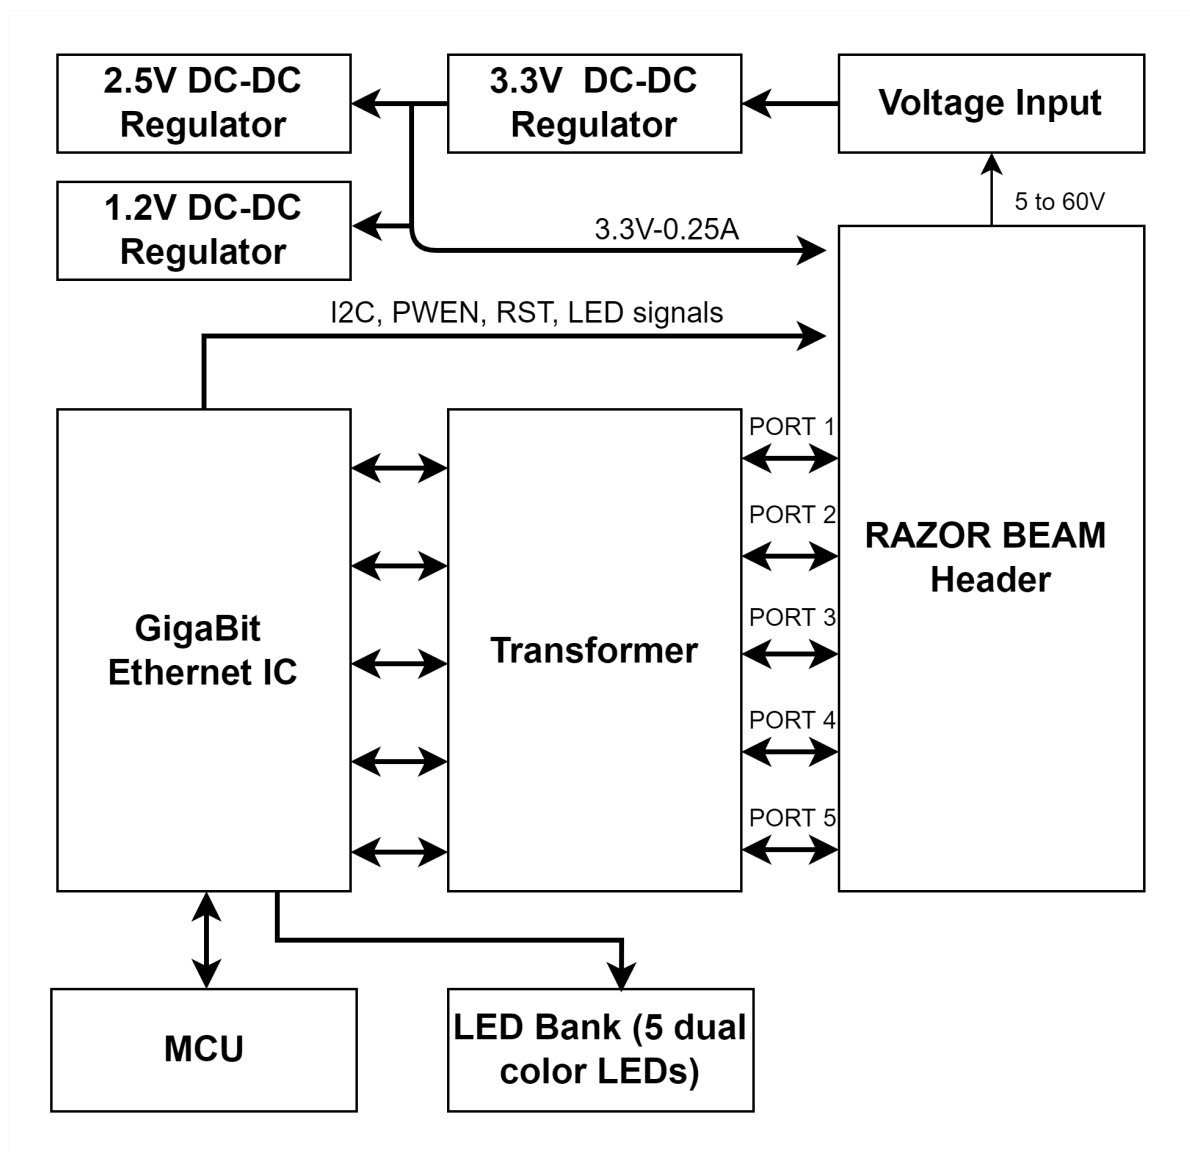 2.5V DC-DC
Regulator
3.3V DC-DC
Regulator
Voltage Input
1.2V DC-DC
Regulator
5 to 60V
3.3V-0.25A
I2C, PWEN, RST, LED signals
PORT 1
PORT 2
PORT 3
PORT 4
PORT 5
RAZOR BEAM
Header
GigaBit
Ethernet IC
Transformer
MCU
LED Bank (5 dual
color LEDs)